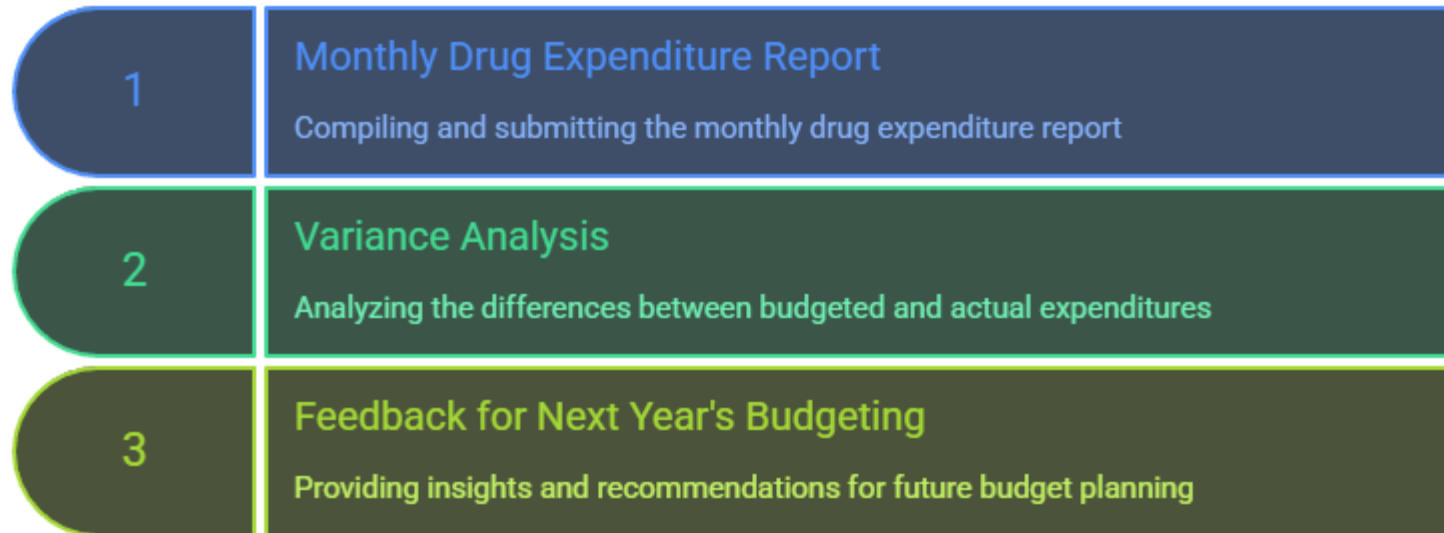 1
Monthly Drug Expenditure Report
Compiling and submitting the monthly drug expenditure report
2
Variance Analysis
Analyzing the differences between budgeted and actual expenditures
3
Feedback for Next Year's Budgeting
Providing insights and recommendations for future budget planning